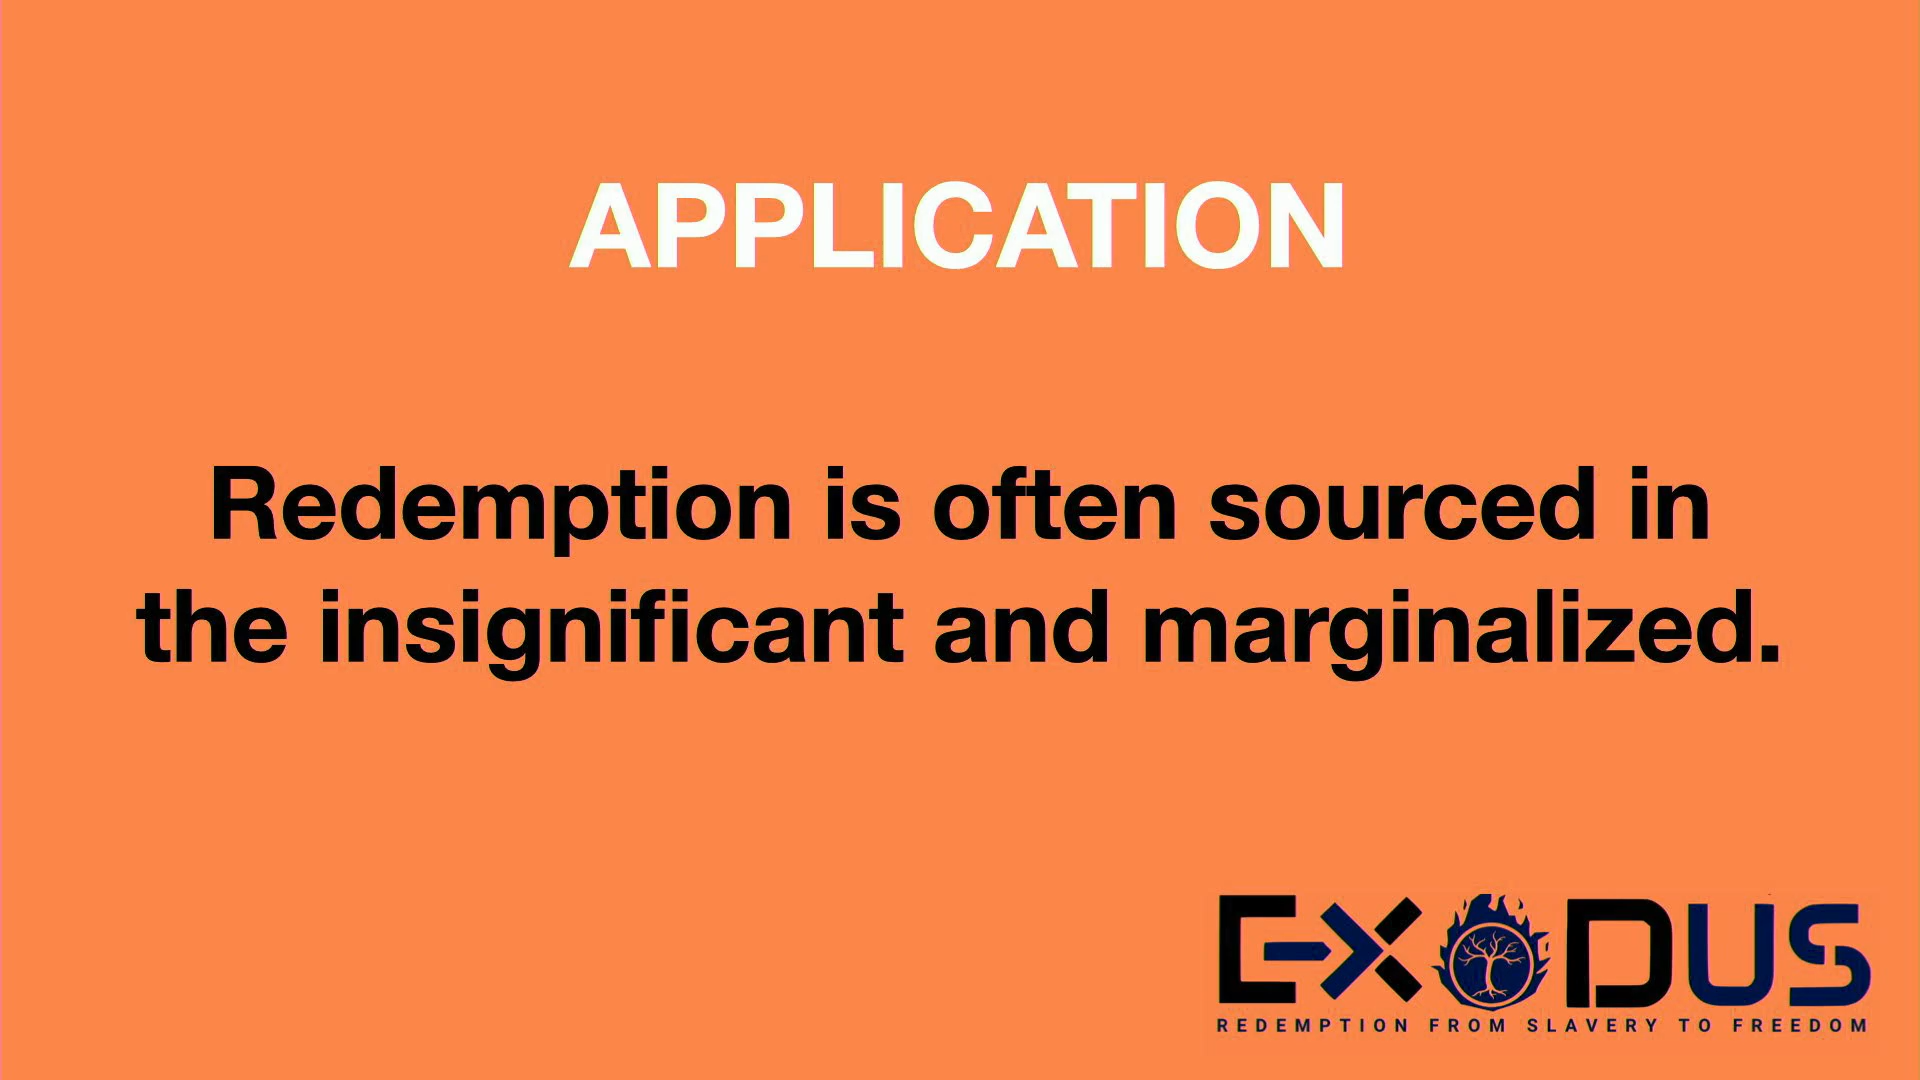 APPLICATION
Redemption is often sourced in
the insignificant and marginalized.
EXODUS
REDEMPTION FROM SLAVERY TO FREEDOM